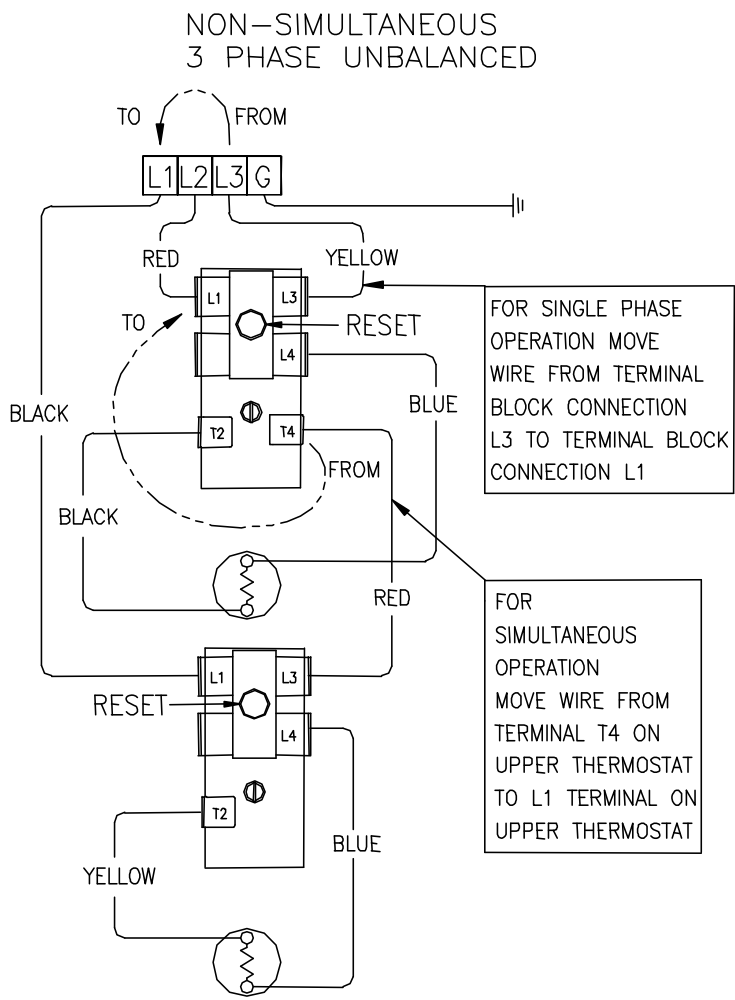 NON-SIMULTANEOUS
3 PHASE UNBALANCED
TO
FROM
L1 L2 L3 G
RED
YELLOW
L1
L3
TO
RESET
L4
BLACK
BLUE
T2
T4
FROM
BLACK
RED
FOR SINGLE PHASE
OPERATION MOVE
WIRE FROM TERMINAL
BLOCK CONNECTION
L3 TO TERMINAL BLOCK
CONNECTION L1
L1
L3
RESET
L4
T2
BLUE
YELLOW
FOR
SIMULTANEOUS
OPERATION
MOVE WIRE FROM
TERMINAL T4 ON
UPPER THERMOSTAT
TO L1 TERMINAL ON
UPPER THERMOSTAT